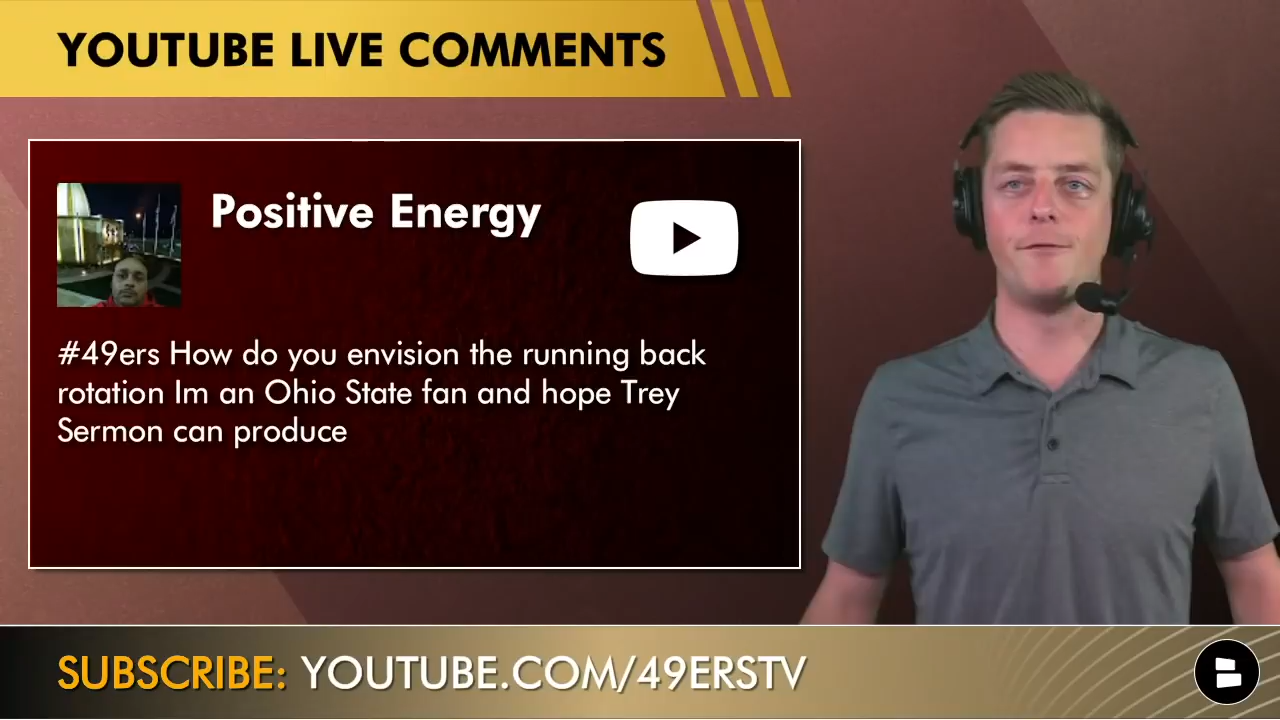 YOUTUBE LIVE COMMENTS
Positive Energy
#49ers How do you envision the running back
rotation Im an Ohio State fan and hope Trey
Sermon can produce
SUBSCRIBE: YOUTUBE.COM/49ERSTV